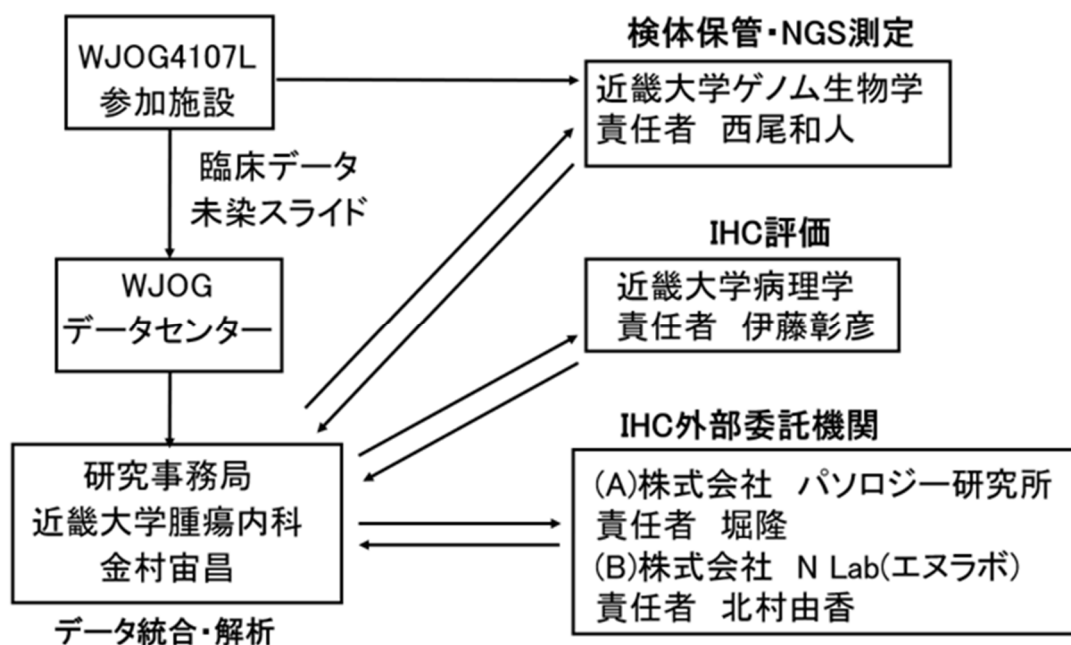 WJOG4107L
参加施設
検体保管・NGS測定
近畿大学ゲノム生物学
責任者　西尾和人
臨床データ
未染スライド
IHC評価
近畿大学病理学
責任者　伊藤彰彦
WJOG
データセンター
IHC外部委託機関
(A)株式会社　パソロジー研究所
責任者　堀隆
(B)株式会社　N Lab(エヌラボ)
責任者　北村由香
研究事務局
近畿大学腫瘍内科
金村宙昌
データ統合・解析